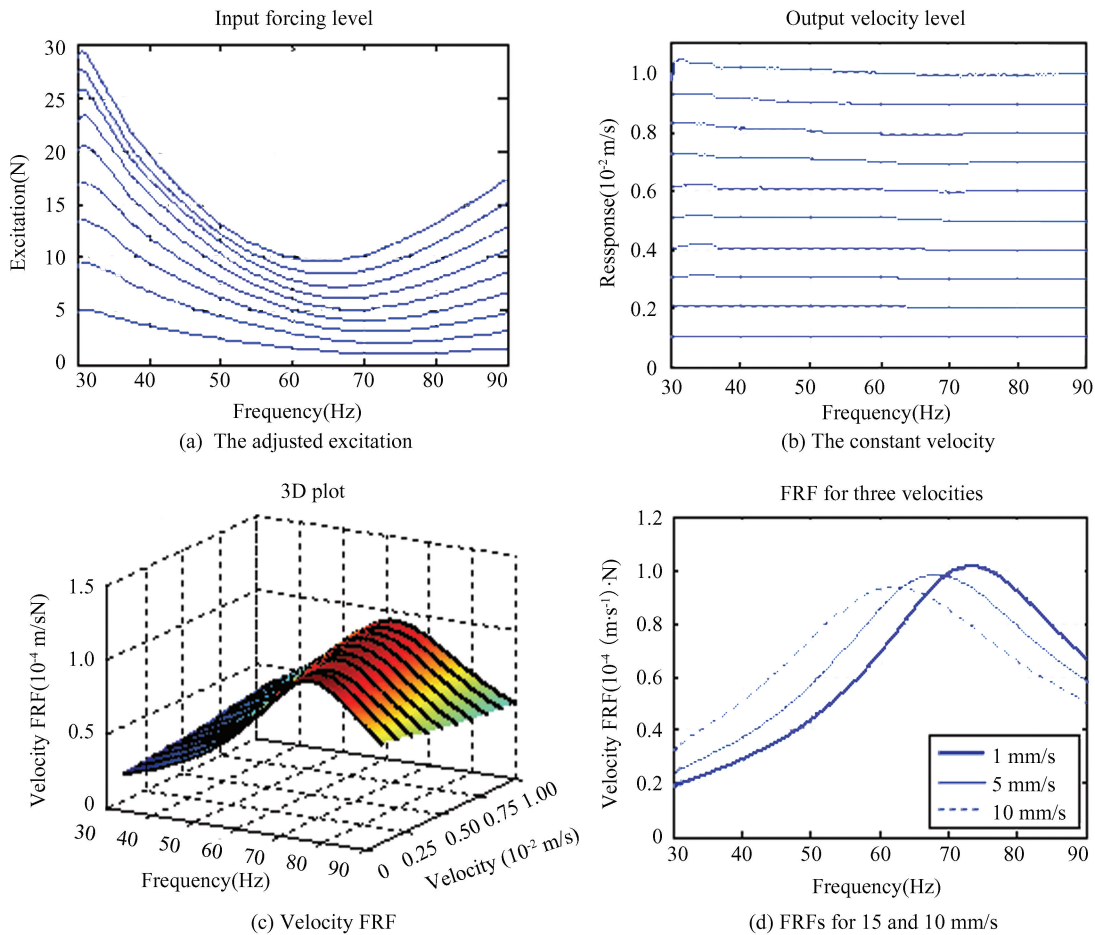 Input forcing level
30
25
20
15
10
5
0
Excitation(N)
30 40 50 60 70 80 90
Frequency(Hz)
(a) The adjusted excitation
Output velocity level
1.0
0.8
0.6
0.4
0.2
0
Ressponse(10-2 m/s)
30 40 50 60 70 80 90
Frequency(Hz)
(b) The constant velocity
3D plot
1.5
1.0
0.5
0
Velocity FRF(10-4 m/sN)
30 40 50 60 70 80 90
Frequency(Hz)
0 0.25 0.50 0.75 1.00
Velocity (10-2 m/s)
(c) Velocity FRF
FRF for three velocities
1.2
1.0
0.8
0.6
0.4
0.2
0
Velocity FRF(10-4 (m·s-1)·N)
1 mm/s
5 mm/s
10 mm/s
30 40 50 60 70 80 90
Frequency(Hz)
(d) FRFs for 15 and 10 mm/s